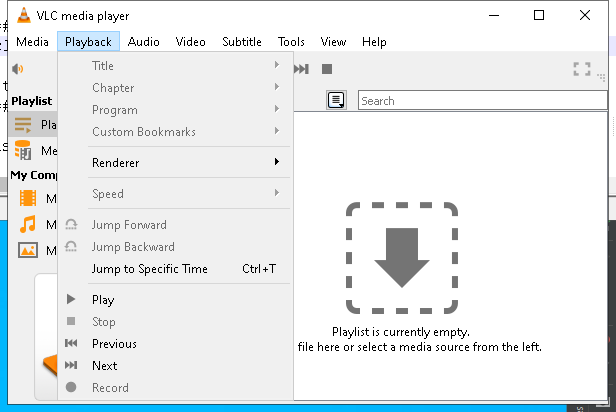 VLC media player
Media Playback Audio Video Subtitle Tools View Help
Title
Chapter
Program
Custom Bookmarks
Renderer
Speed
Jump Forward
Jump Backward
Jump to Specific Time Ctrl+T
Play
Stop
Previous
Next
Record
Playlist
Pla
Me
My Comp
M
M
M
Search
Playlist is currently empty.
file here or select a media source from the left.